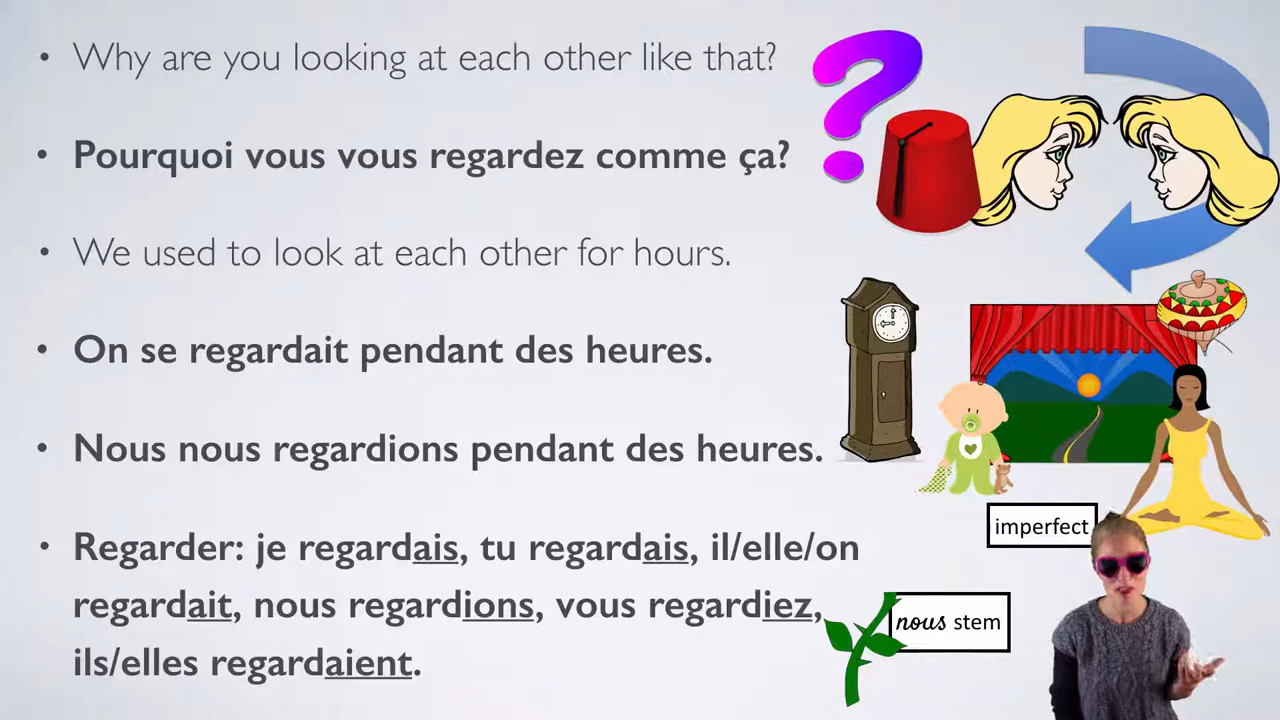 • Why are you looking at each other like that?
• Pourquoi vous vous regardez comme ça?
• We used to look at each other for hours.
• On se regardait pendant des heures.
• Nous nous regardions pendant des heures.
imperfect
• Regarder: je regardais, tu regardais, il/elle/on
regardait, nous regardions, vous regardiez,
ils/elles regardaient.
nous stem